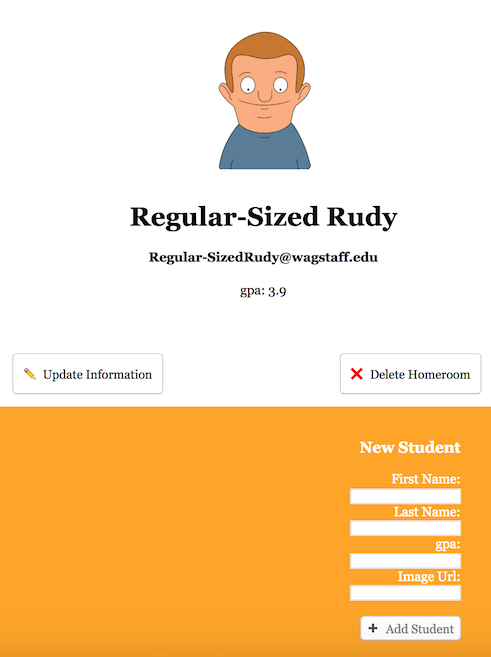 Regular-Sized Rudy
Regular-SizedRudy@wagstaff.edu
gpa: 3.9
Update Information
Delete Homeroom
New Student
First Name:
Last Name:
gpa:
Image Url:
Add Student